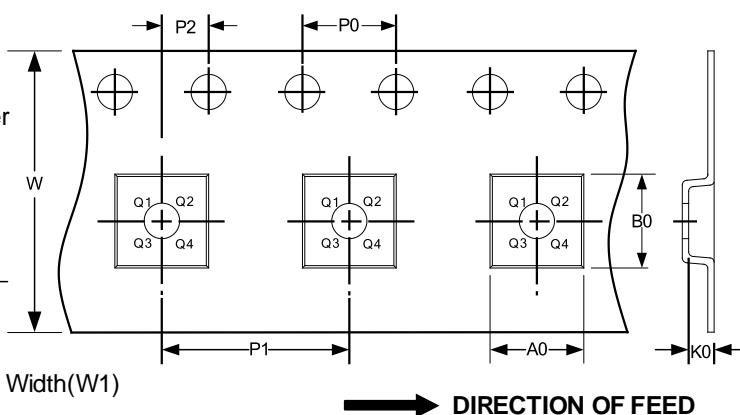 P2
P0
er
W
Q1 Q2
Q3 Q4
Q1 Q2
Q3 Q4
Q1 Q2
Q3 Q4
B0
P1
A0
K0
Width(W1)
DIRECTION OF FEED